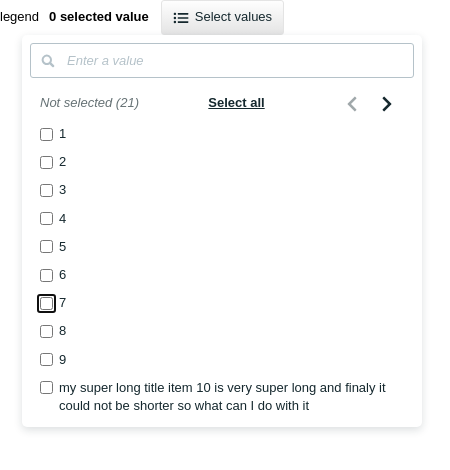 legend 0 selected value Select values
Enter a value
Not selected (21) Select all
1
2
3
4
5
6
7
8
9
my super long title item 10 is very super long and finaly it
could not be shorter so what can I do with it